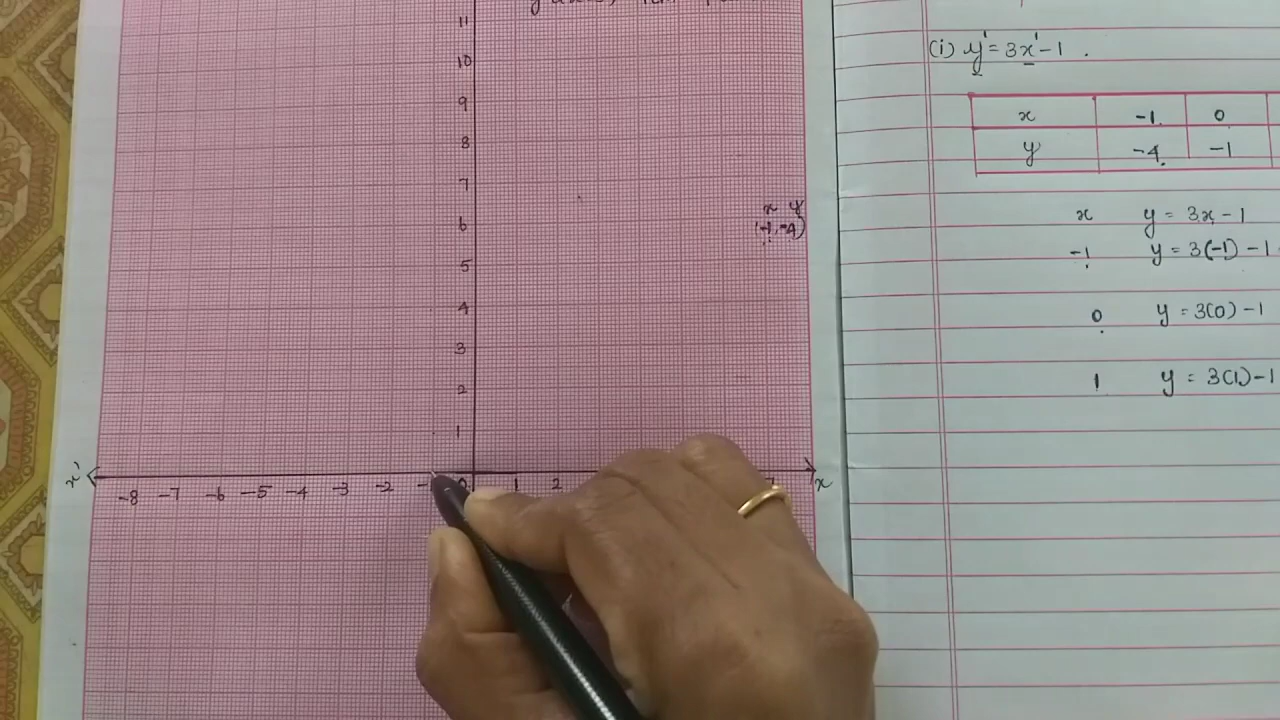 11
10
9
8
7
6
5
4
3
2
1
x y
(-1, -4)
x' -8 -7 -6 -5 -4 -3 -2 0 1 2 7 x
(i) y' = 3x' - 1 .
x -1 0
y -4 -1
x y = 3x - 1
-1 y = 3(-1) - 1
0 y = 3(0) - 1
1 y = 3(1) - 1